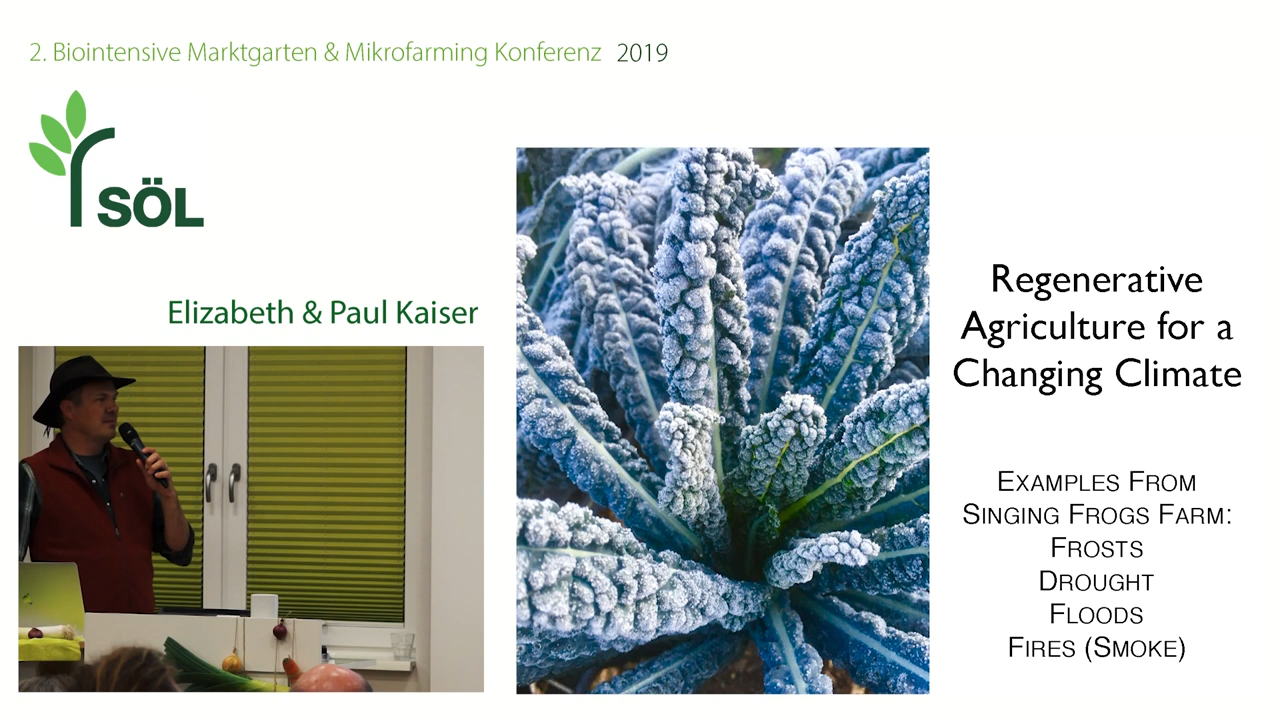 2. Biointensive Marktgarten & Mikrofarming Konferenz 2019
SÖL
Elizabeth & Paul Kaiser
Regenerative
Agriculture for a
Changing Climate
EXAMPLES FROM
SINGING FROGS FARM:
FROSTS
DROUGHT
FLOODS
FIRES (SMOKE)